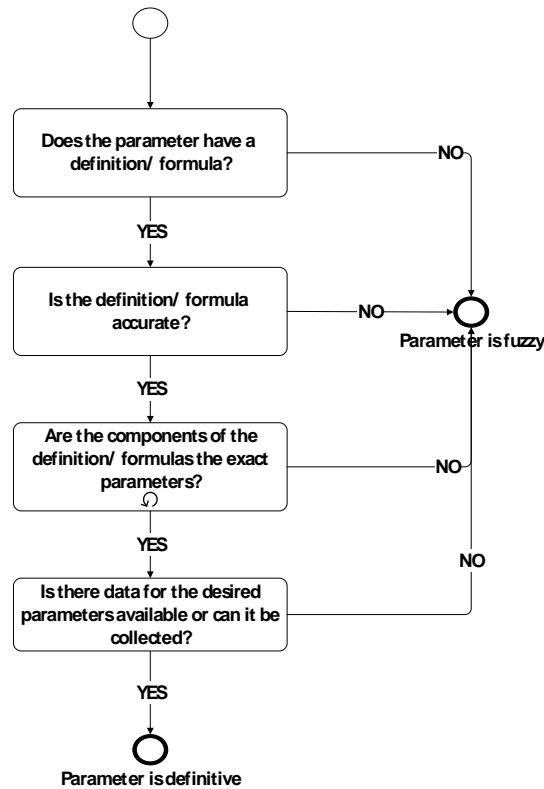 Does the parameter have a
definition/ formula?
NO
YES
Is the definition/ formula
accurate?
NO
Parameter is fuzzy
YES
Are the components of the
definition/ formulas the exact
parameters?
NO
YES
NO
Is there data for the desired
parameters available or can it be
collected?
YES
Parameter is definitive